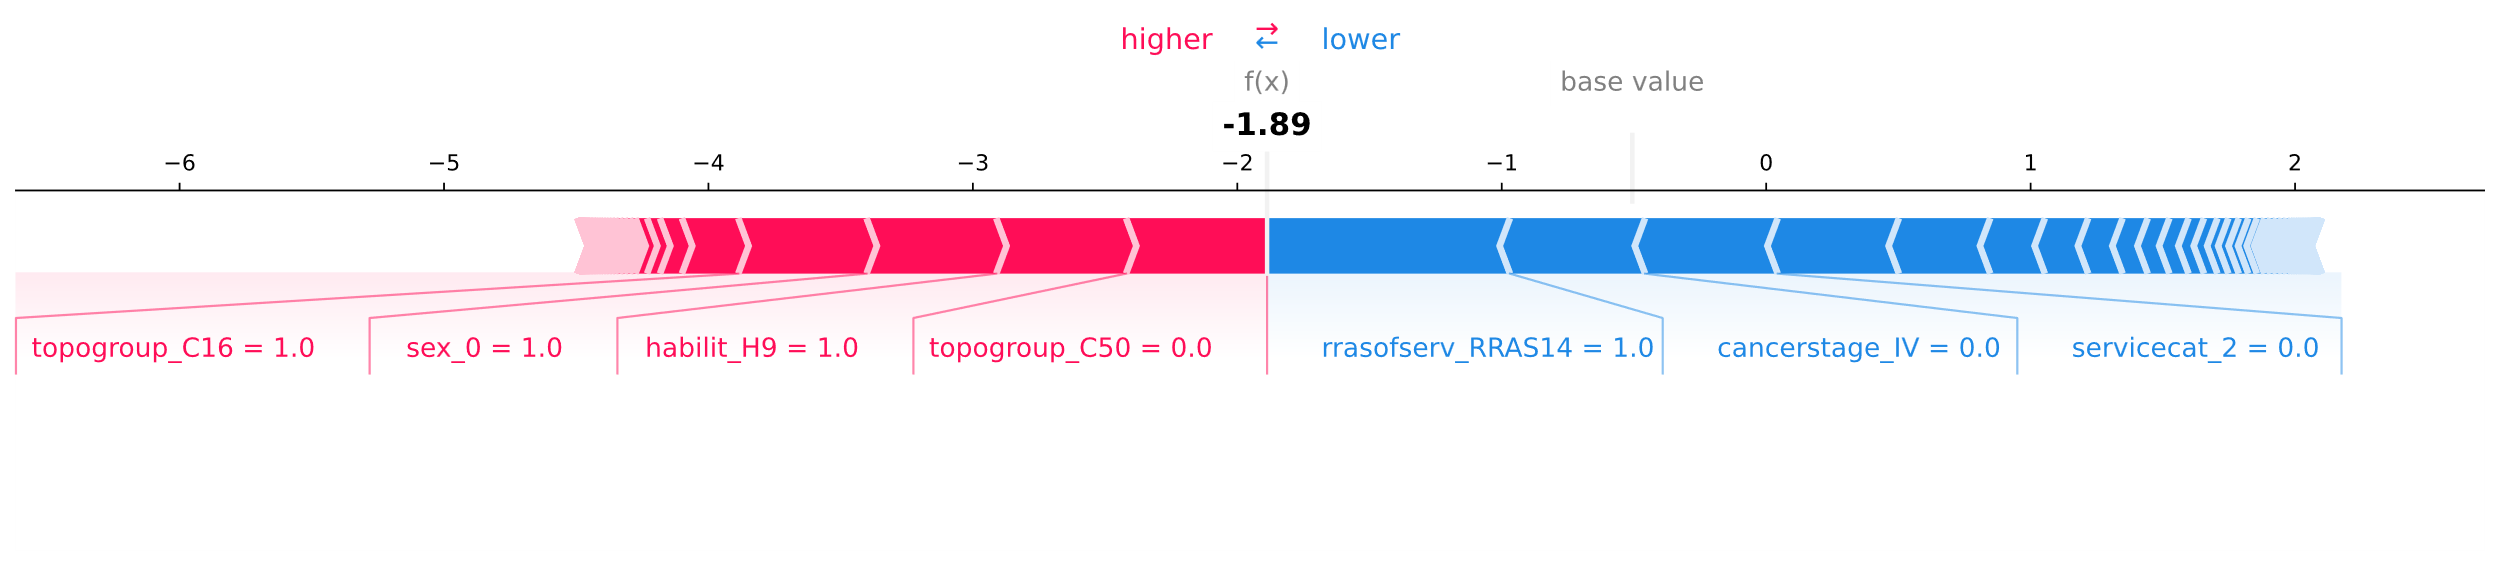 higher ⇄ lower
f(x) base value
-1.89
−6 −5 −4 −3 −2 −1 0 1 2
topogroup_C16 = 1.0 sex_0 = 1.0 habilit_H9 = 1.0 topogroup_C50 = 0.0 rrasofserv_RRAS14 = 1.0 cancerstage_IV = 0.0 servicecat_2 = 0.0